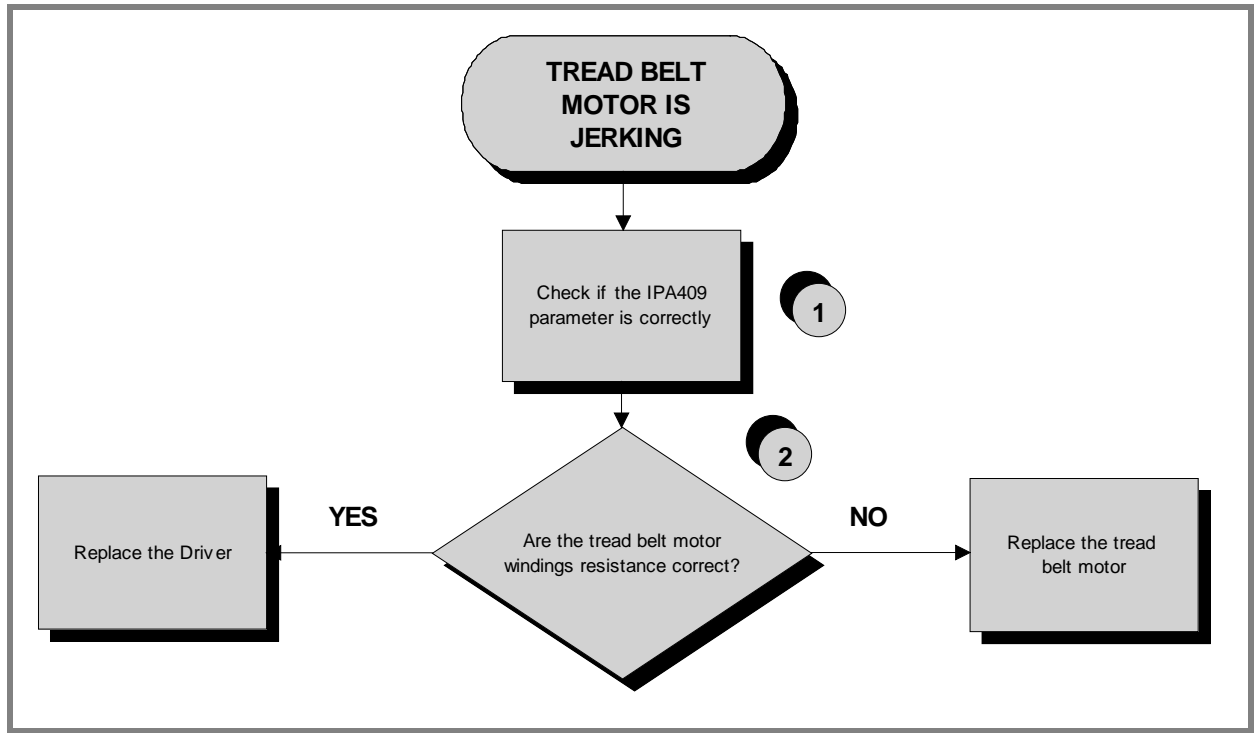 TREAD BELT
MOTOR IS
JERKING
Check if the IPA409
parameter is correctly
1
2
YES
NO
Replace the Driver
Are the tread belt motor
windings resistance correct?
Replace the tread
belt motor